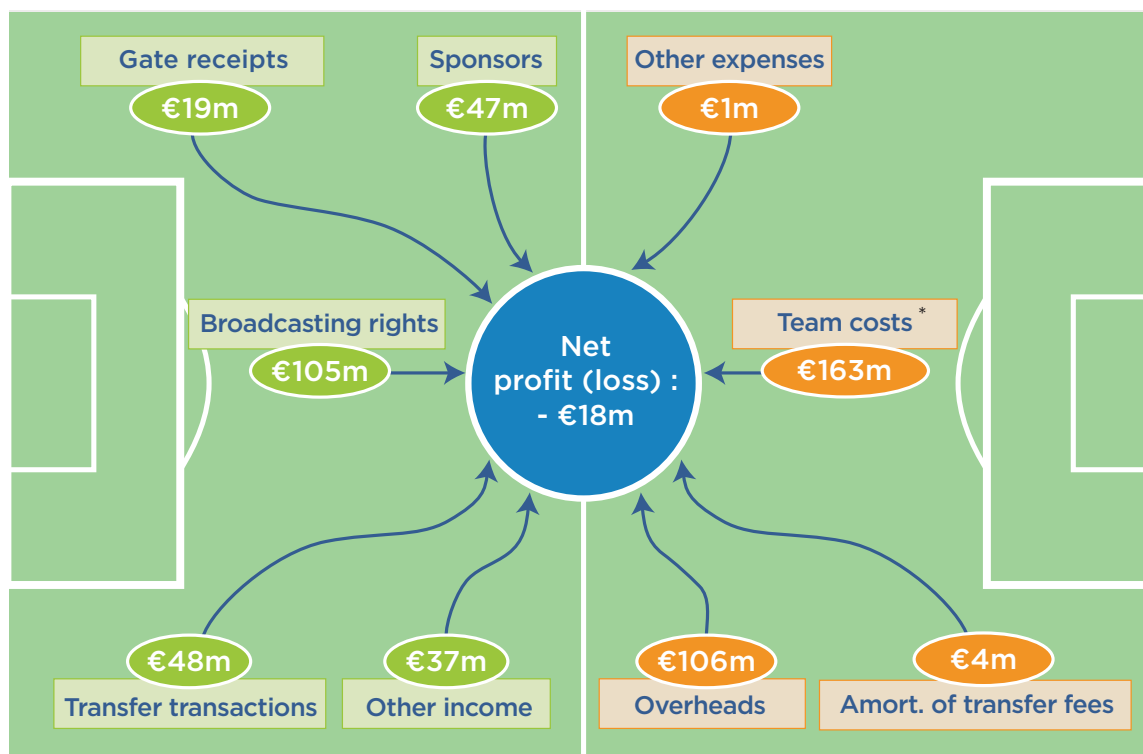 Gate receipts
€19m
Sponsors
€47m
Other expenses
€1m
Broadcasting rights
€105m
Net
profit (loss) :
- €18m
Team costs *
€163m
€48m
Transfer transactions
€37m
Other income
€106m
Overheads
€4m
Amort. of transfer fees